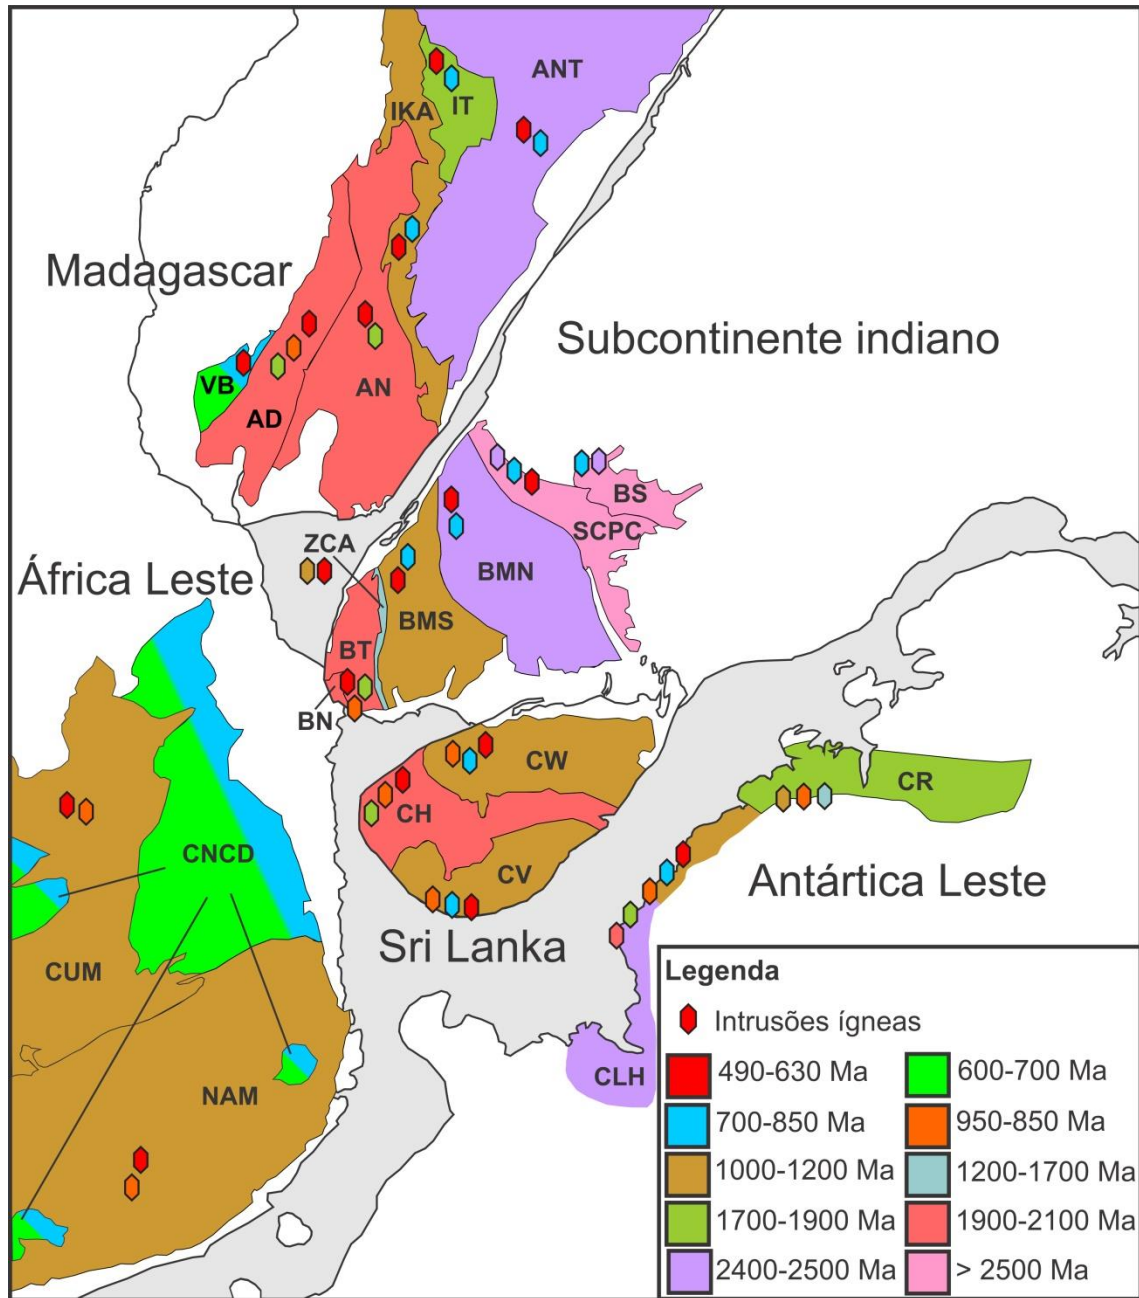 ANT
IKA
IT
Madagascar
Subcontinente indiano
VB
AN
AD
BS
SCPC
ZCA
África Leste
BMN
BMS
BT
BN
CW
CR
CH
CNCD
CV
Antártica Leste
Sri Lanka
CUM
CLH
NAM
Legenda
Intrusões ígneas
490-630 Ma
600-700 Ma
700-850 Ma
950-850 Ma
1000-1200 Ma
1200-1700 Ma
1700-1900 Ma
1900-2100 Ma
2400-2500 Ma
> 2500 Ma